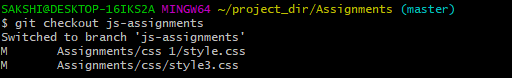 SAKSHI@DESKTOP-16IKS2A MINGW64 ~/project_dir/Assignments (master)
$ git checkout js-assignments
Switched to branch 'js-assignments'
M       Assignments/css 1/style.css
M       Assignments/css/style3.css